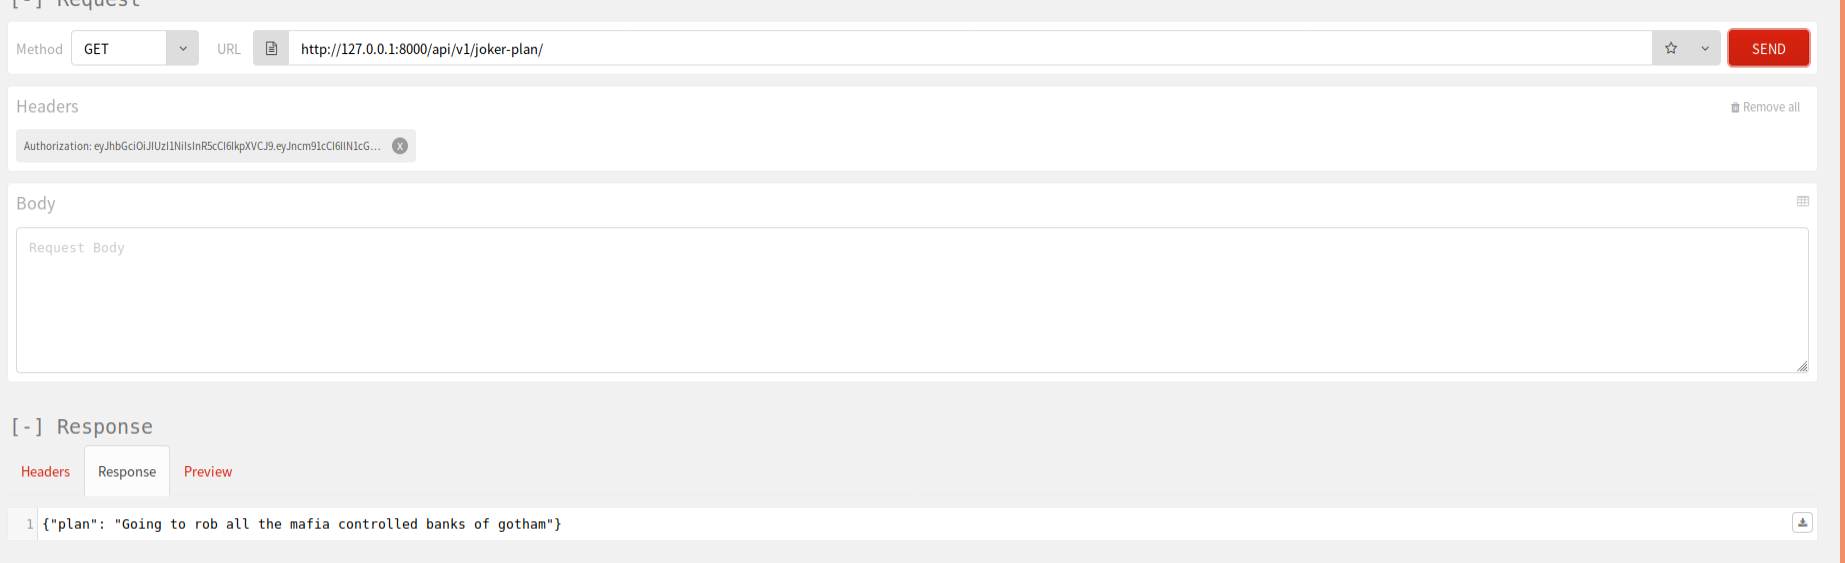 [-] Request
Method GET URL http://127.0.0.1:8000/api/v1/joker-plan/ SEND
Headers Remove all
Authorization: eyJhbGciOiJIUzI1NiIsInR5cCI6IkpXVCJ9.eyJncm91cCI6IlN1cG... x
Body
Request Body
[-] Response
Headers Response Preview
1 {"plan": "Going to rob all the mafia controlled banks of gotham"}